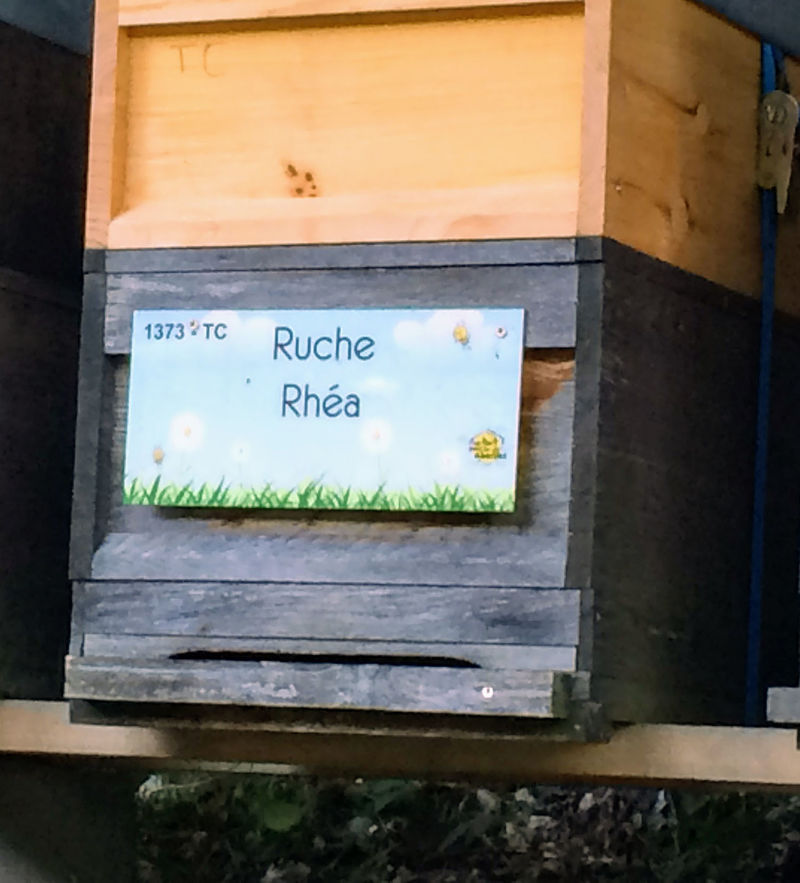 TC
1373 TC
Ruche
Rhéa